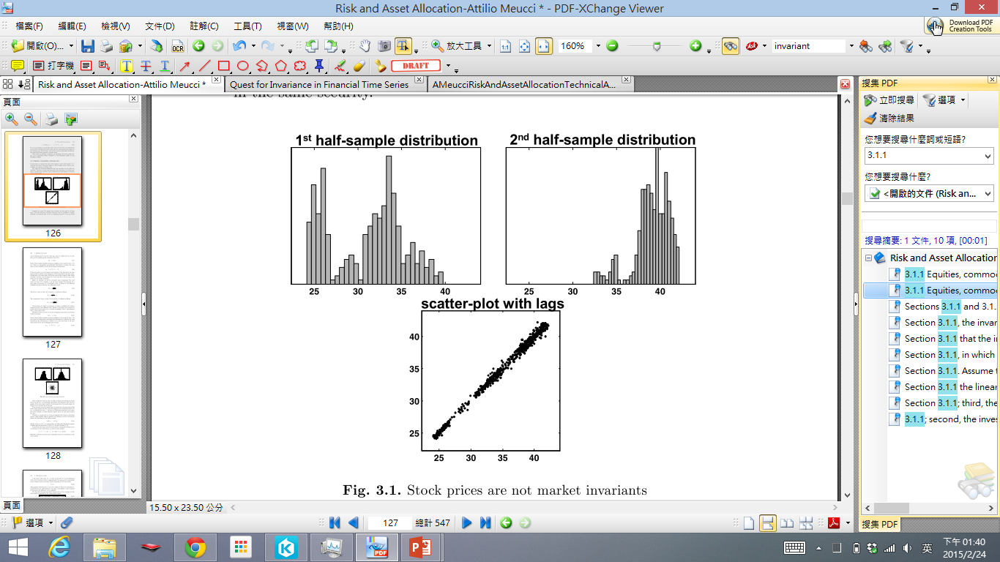 Risk and Asset Allocation-Attilio Meucci * - PDF-XChange Viewer
檔案(F) 編輯(E) 檢視(V) 文件(D) 註解(C) 工具(T) 視窗(W) 幫助(H)
Download PDF
Creation Tools
開啟(O)... OCR 放大工具 1:1 160% invariant
打字機 T T T DRAFT
Risk and Asset Allocation-Attilio Meucci * Quest for Invariance in Financial Time Series AMeucciRiskAndAssetAllocationTechnicalA...
頁面
126
127
128
頁面
in the same security.
1st half-sample distribution
25 30 35 40
2nd half-sample distribution
25 30 35 40
scatter-plot with lags
40
35
30
25
25 30 35 40
Fig. 3.1. Stock prices are not market invariants
搜集 PDF
立即搜尋 選項
清除結果
你想要搜尋什麼詞或短語?
3.1.1
你想要搜尋什麼?
<開啟的文件 (Risk an...
搜尋摘要: 1 文件, 10 項, [00:01]
Risk and Asset Allocation
3.1.1 Equities, commod
3.1.1 Equities, commod
Sections 3.1.1 and 3.1.
Section 3.1.1, the invar
Section 3.1.1 that the i
Section 3.1.1, in which
Section 3.1.1. Assume t
Section 3.1.1 the linear
Section 3.1.1; third, the
3.1.1; second, the inves
搜集 PDF
15.50 x 23.50 公分
選項 127 總計 547
PDF P 英 下午 01:40
2015/2/24